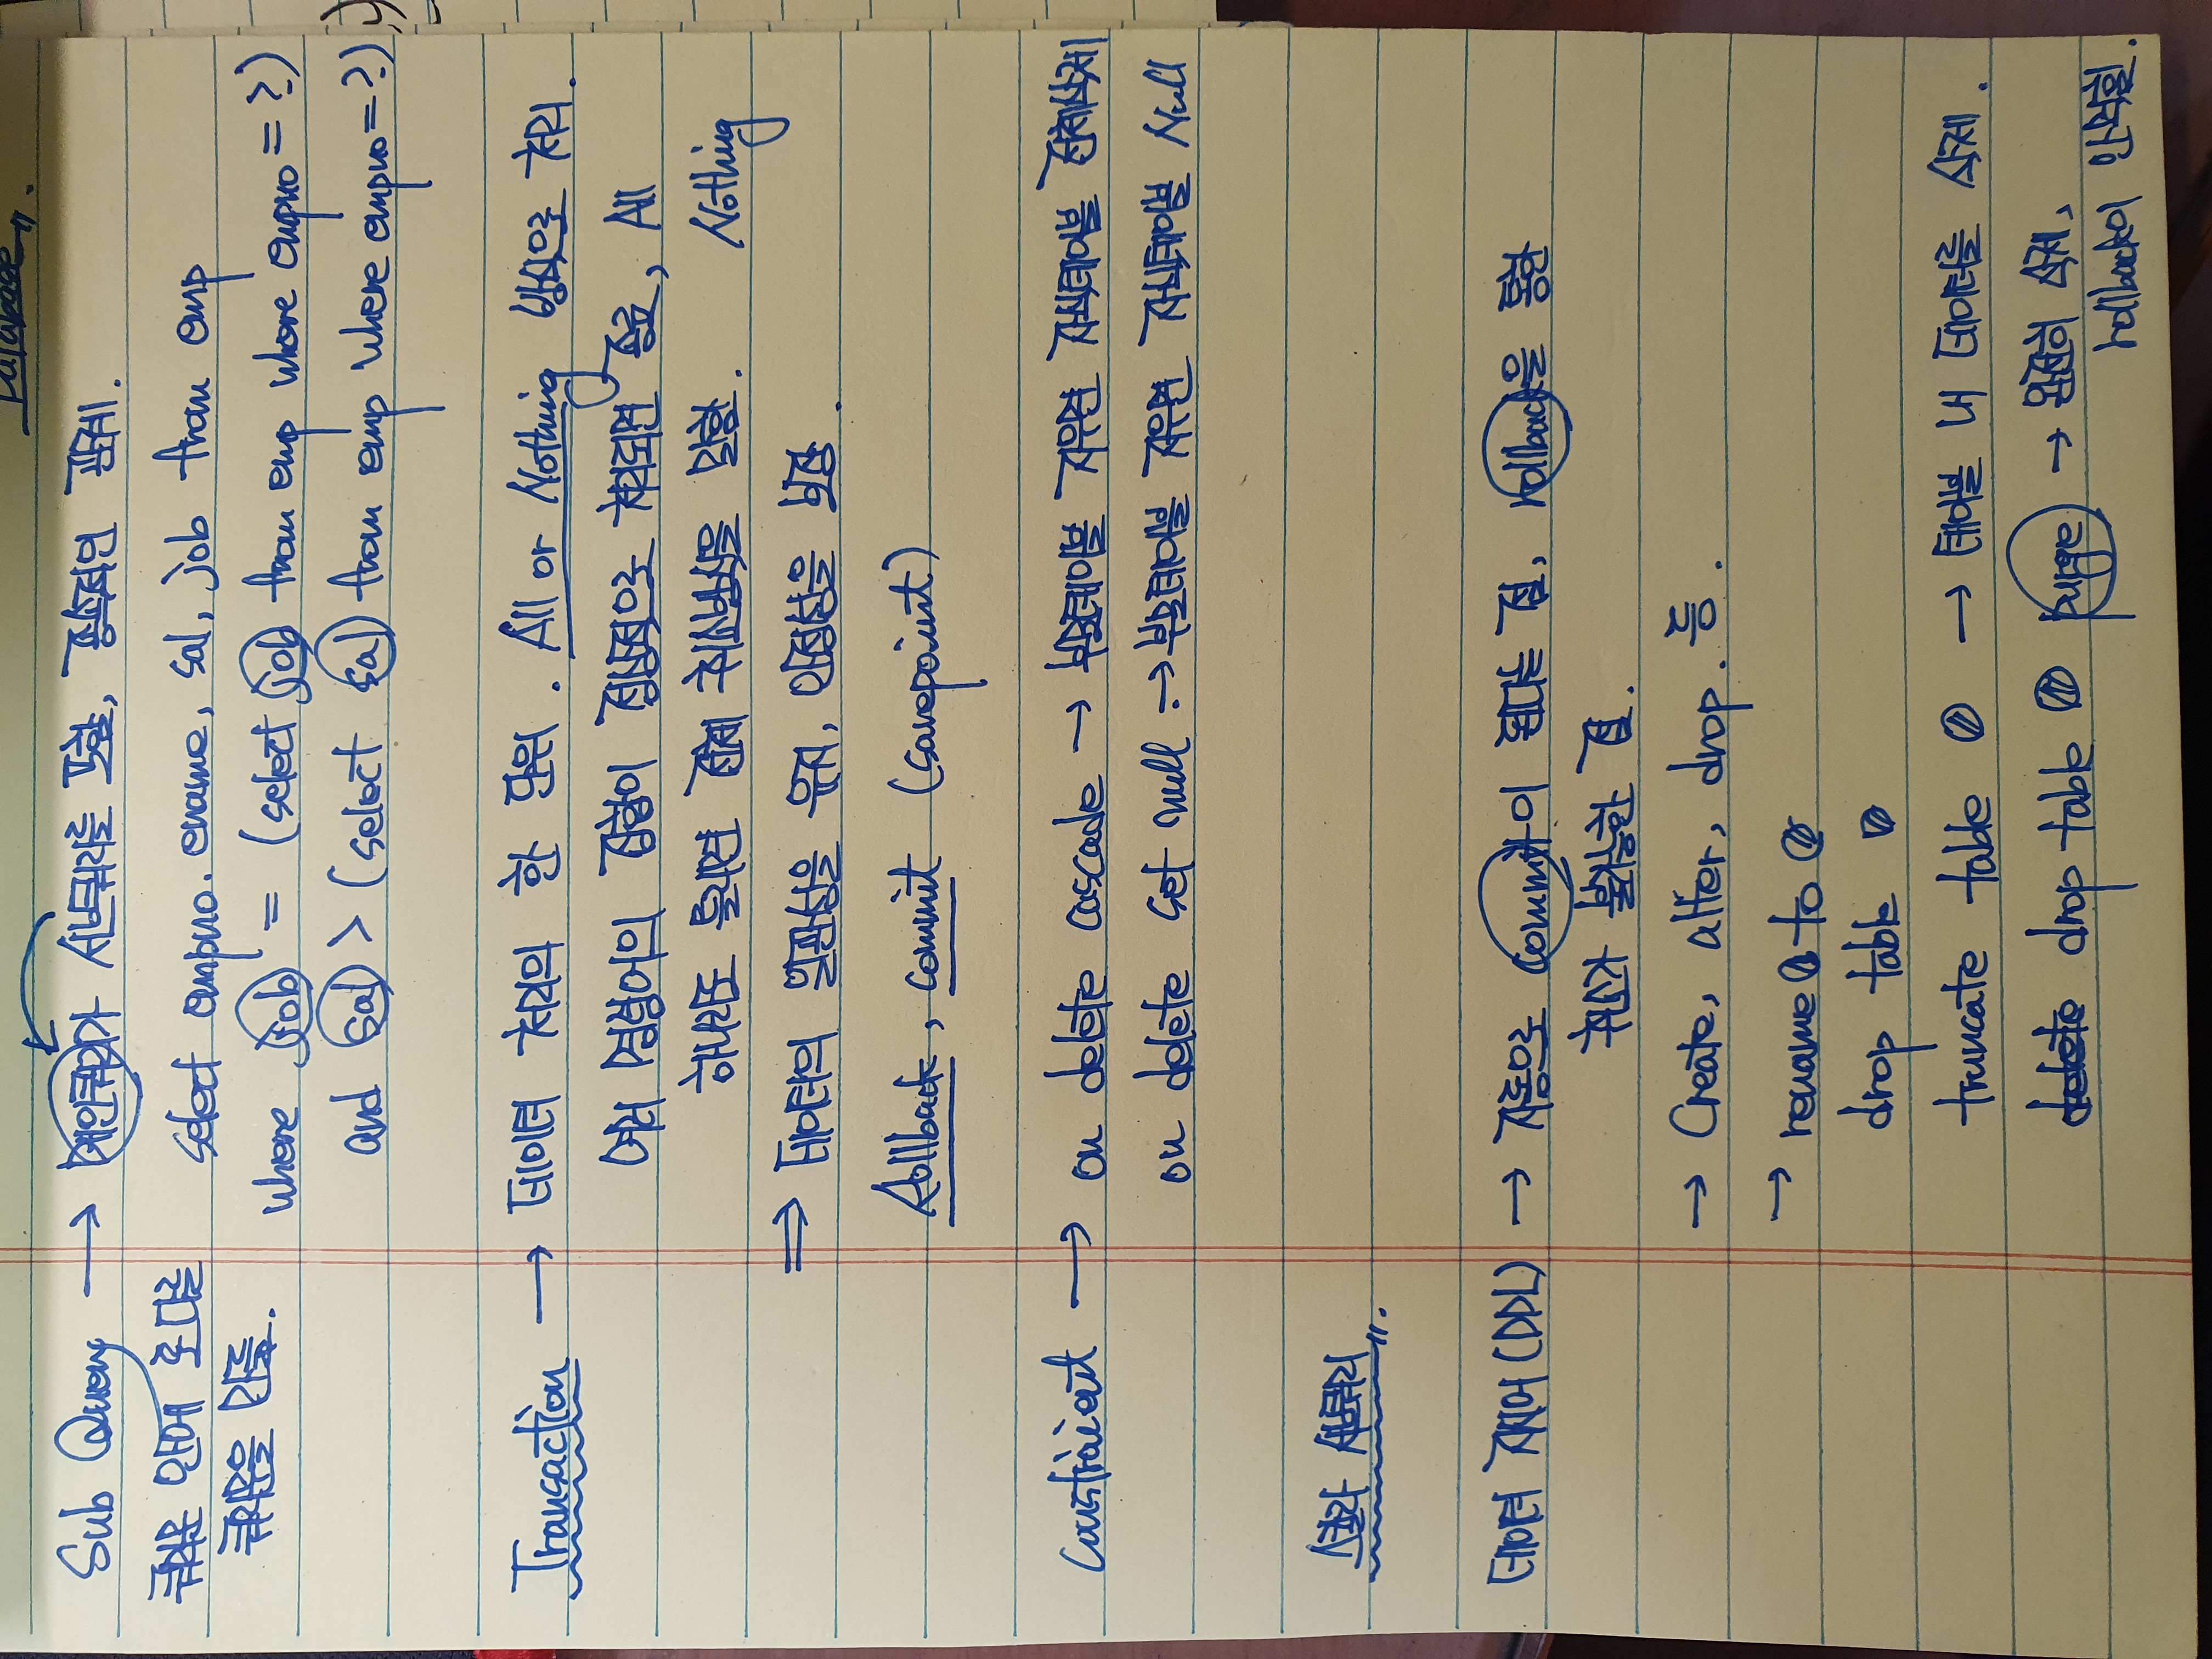 Database
Sub Query → 메인쿼리가 서브쿼리를 포함, 종속적인 관계.
쿼리문 안에 또 다른
쿼리문을 만듦.
select empno. ename, sal, job from emp
where job = (select job from emp where empno = ?)
and sal > (select sal from emp where empno = ?)
Transaction → 데이터 처리의 한 단위. All or Nothing 방식으로 처리.
여러 명령어의 집합이 정상적으로 처리되면 종료, All
하나라도 틀리면 전체 취소방식을 말함. Nothing
⇒ 데이터의 일관성을 유지, 안정성을 보장.
Rollback, commit (savepoint)
Constraient → on delete cascade → 부모테이블 지우면 자식테이블 전체삭제
on delete set null → 부모테이블 지우면 자식테이블 Null
스칼라 서브쿼리
데이터 지시어 (DDL) → 자동으로 commit이 된다는 점, rollback을 통한
취소가 불가능한 점.
→ Create, alter, drop. 등.
→ rename to
drop table
truncate table → 테이블 내 데이터를 삭제.
delete drop table purge → 완전히 삭제,
rollback이 안먹힘.